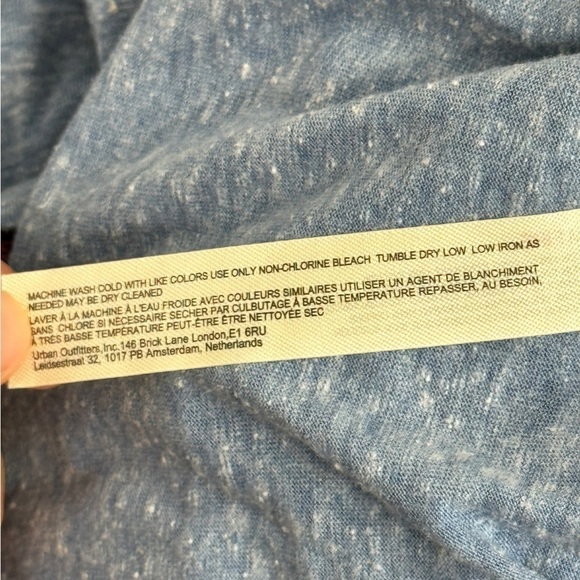 MACHINE WASH COLD WITH LIKE COLORS USE ONLY NON-CHLORINE BLEACH TUMBLE DRY LOW LOW IRON AS
NEEDED MAY BE DRY CLEANED
LAVER À LA MACHINE À L'EAU FROIDE AVEC COULEURS SIMILAIRES UTILISER UN AGENT DE BLANCHIMENT
SANS CHLORE SI NÉCESSAIRE SECHER PAR CULBUTAGE À BASSE TEMPERATURE REPASSER, AU BESOIN,
A TRÈS BASSE TEMPÉRATURE PEUT-ÊTRE ÊTRE NETTOYÉE SEC
Urban Outfitters,Inc.146 Brick Lane London,E1 6RU
Leidsestraat 32, 1017 PB Amsterdam, Netherlands